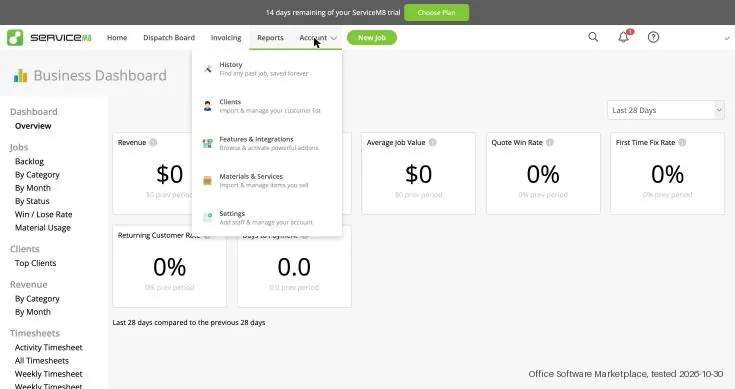 14 days remaining of your ServiceM8 trial
Choose Plan
SERVICEM8
Home
Dispatch Board
Invoicing
Reports
Account
New Job
1
Business Dashboard
History
Find any past job, saved forever
Clients
Import & manage your customer list
Features & Integrations
Browse & activate powerful addons
Materials & Services
Import & manage items you sell
Settings
Add staff & manage your account
Last 28 Days
Dashboard
Overview
Jobs
Backlog
By Category
By Month
By Status
Win / Lose Rate
Material Usage
Clients
Top Clients
Revenue
By Category
By Month
Timesheets
Activity Timesheet
All Timesheets
Weekly Timesheet
Weekly Timesheet
Revenue
$0
$0 prev period
Average Job Value
$0
$0 prev period
Quote Win Rate
0%
0% prev period
First Time Fix Rate
0%
0% prev period
Returning Customer Rate
0%
0% prev period
Days to Payment
0.0
0.0 prev period
Last 28 days compared to the previous 28 days
Office Software Marketplace, tested 2026-10-30